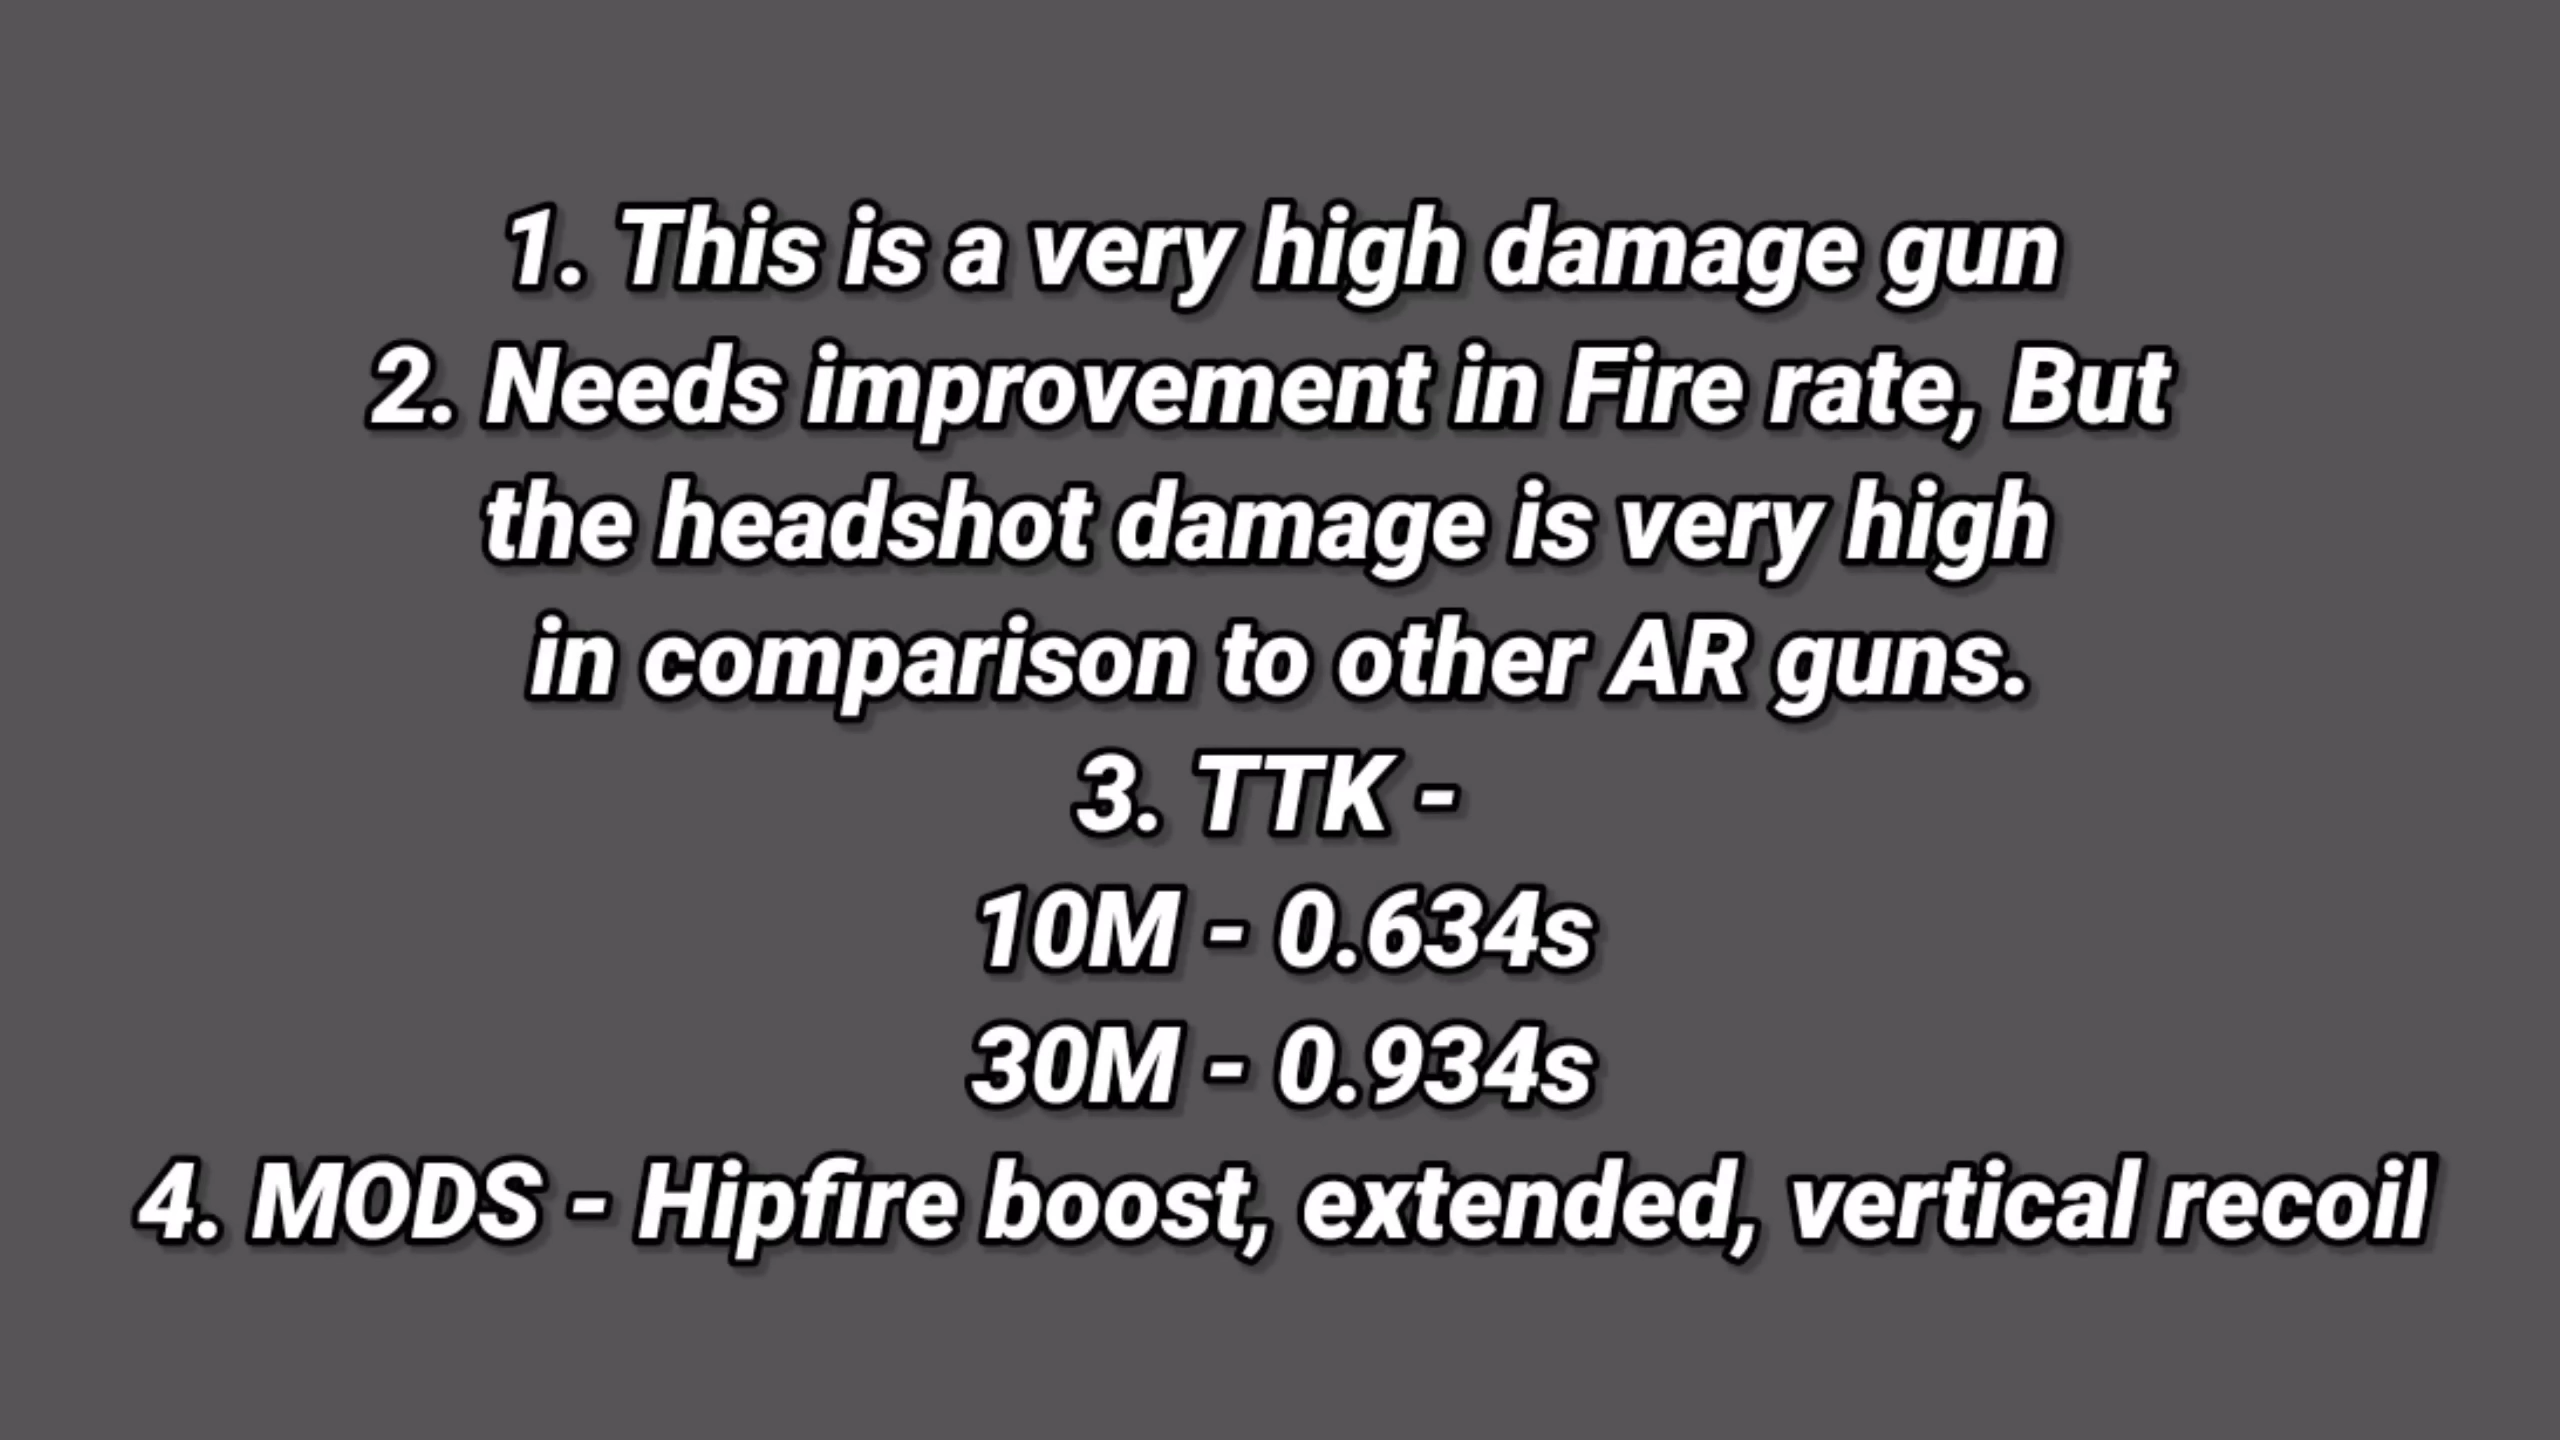 1. This is a very high damage gun
2. Needs improvement in Fire rate, But
the headshot damage is very high
in comparison to other AR guns.
3. TTK -
10M - 0.634s
30M - 0.934s
4. MODS - Hipfire boost, extended, vertical recoil